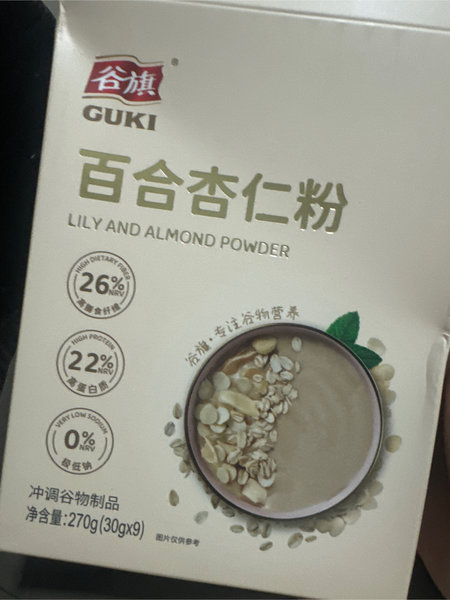 谷旗®
GUKI
百合杏仁粉
LILY AND ALMOND POWDER
HIGH DIETARY FIBER
26%
NRV
高膳食纤维
HIGH PROTEIN
22%
NRV
高蛋白质
VERY LOW SODIUM
0%
NRV
极低钠
谷旗·专注谷物营养
冲调谷物制品
净含量:270g(30gx9)
图片仅供参考